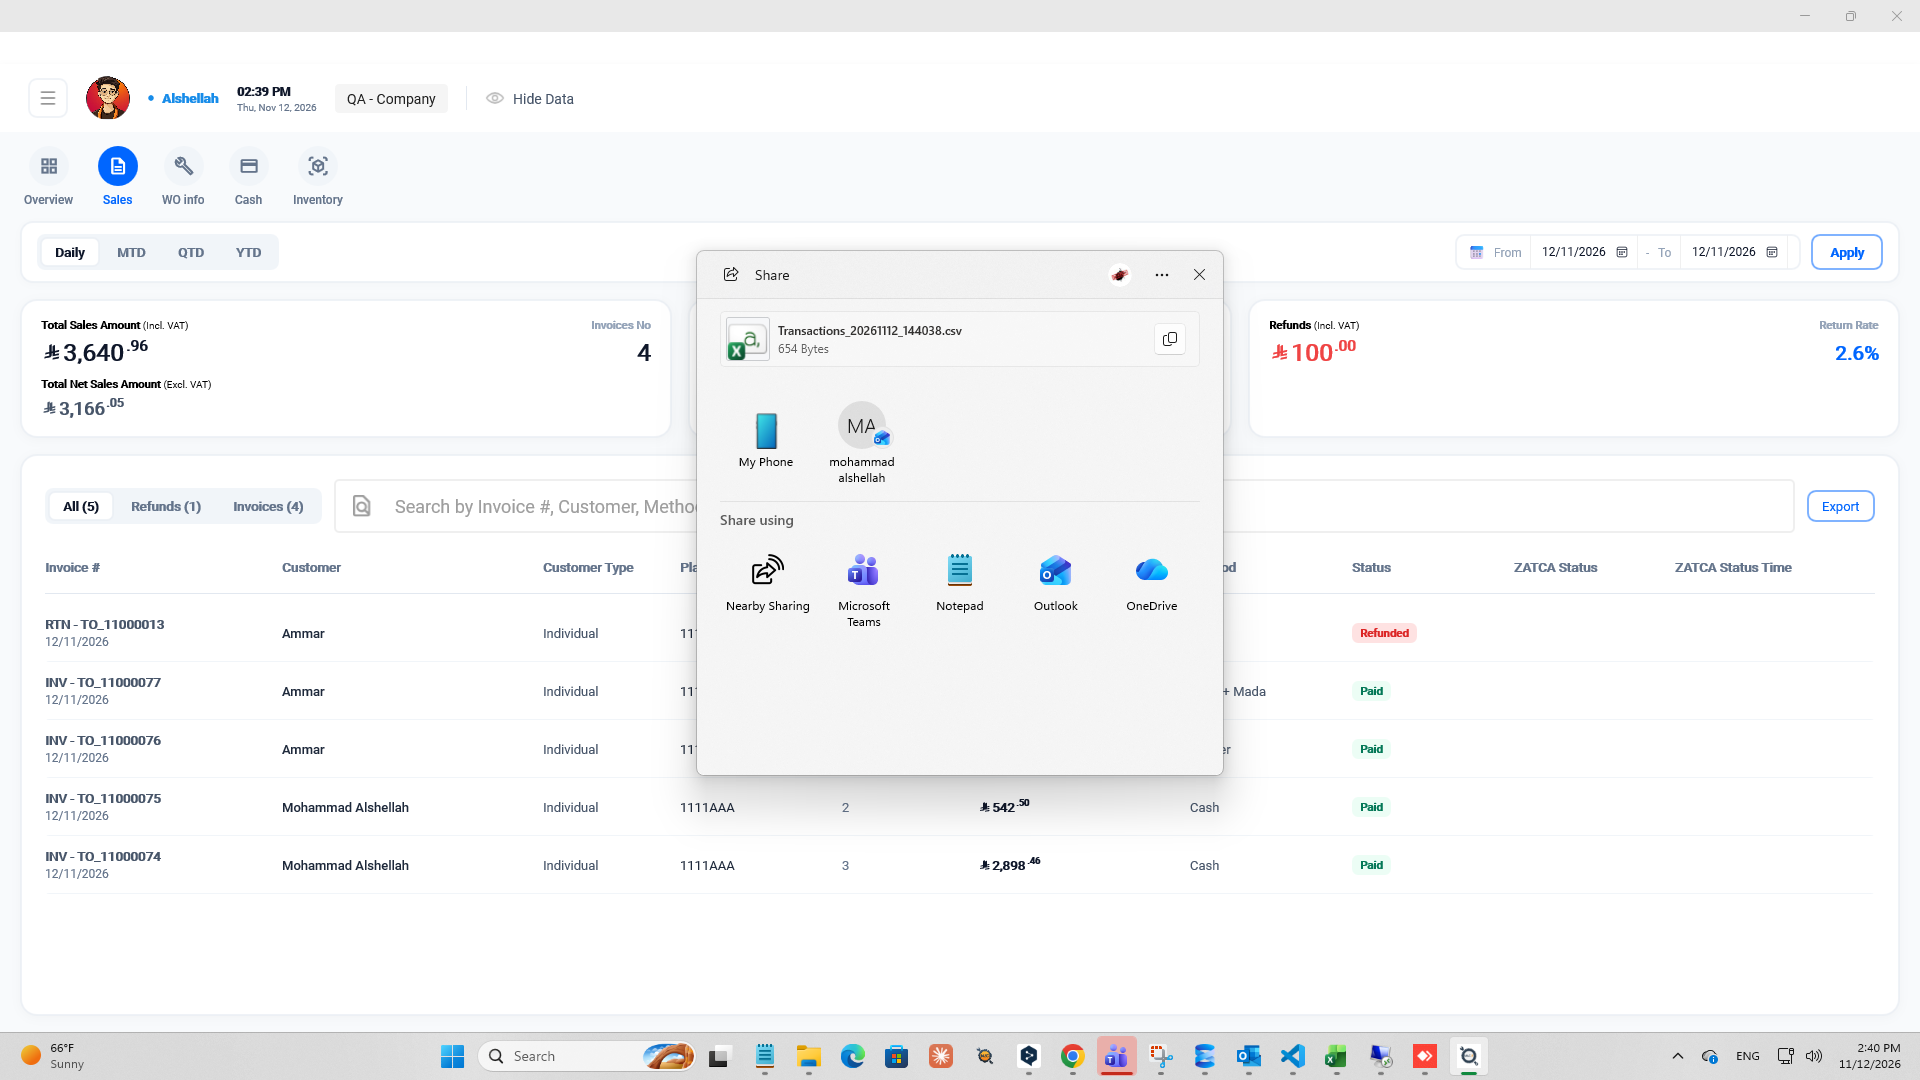 Alshellah
02:39 PM
Thu, Nov 12, 2026
QA - Company
Hide Data
Overview
Sales
WO info
Cash
Inventory
Daily
MTD
QTD
YTD
From
12/11/2026
- To
12/11/2026
Apply
Total Sales Amount (Incl. VAT)
3,640.96
Total Net Sales Amount (Excl. VAT)
3,166.05
Invoices No
4
Refunds (Incl. VAT)
100.00
Return Rate
2.6%
Share
Transactions_20261112_144038.csv
654 Bytes
My Phone
MA
mohammad
alshellah
Share using
Nearby Sharing
Microsoft
Teams
Notepad
Outlook
OneDrive
All (5)
Refunds (1)
Invoices (4)
Search by Invoice #, Customer,
Export
Invoice #
Customer
Customer Type
Status
ZATCA Status
ZATCA Status Time
RTN - TO_11000013
12/11/2026
Ammar
Individual
Refunded
INV - TO_11000077
12/11/2026
Ammar
Individual
+ Mada
Paid
INV - TO_11000076
12/11/2026
Ammar
Individual
Paid
INV - TO_11000075
12/11/2026
Mohammad Alshellah
Individual
1111AAA
2
542.50
Cash
Paid
INV - TO_11000074
12/11/2026
Mohammad Alshellah
Individual
1111AAA
3
2,898.46
Cash
Paid
66°F
Sunny
Search
ENG
2:40 PM
11/12/2026